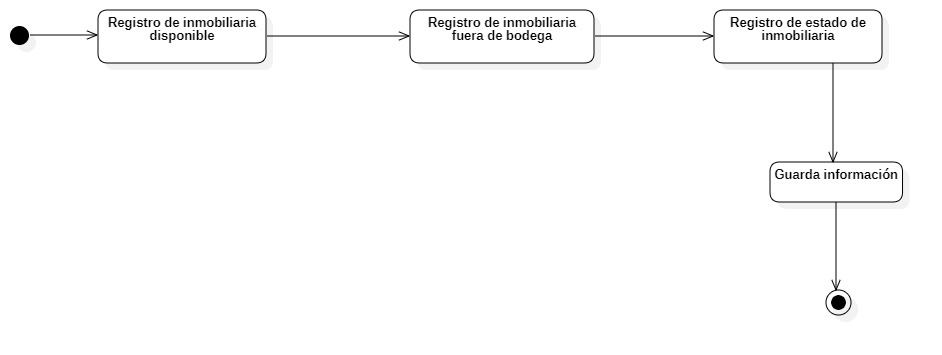 Registro de inmobiliaria
disponible
Registro de inmobiliaria
fuera de bodega
Registro de estado de
inmobiliaria
Guarda información